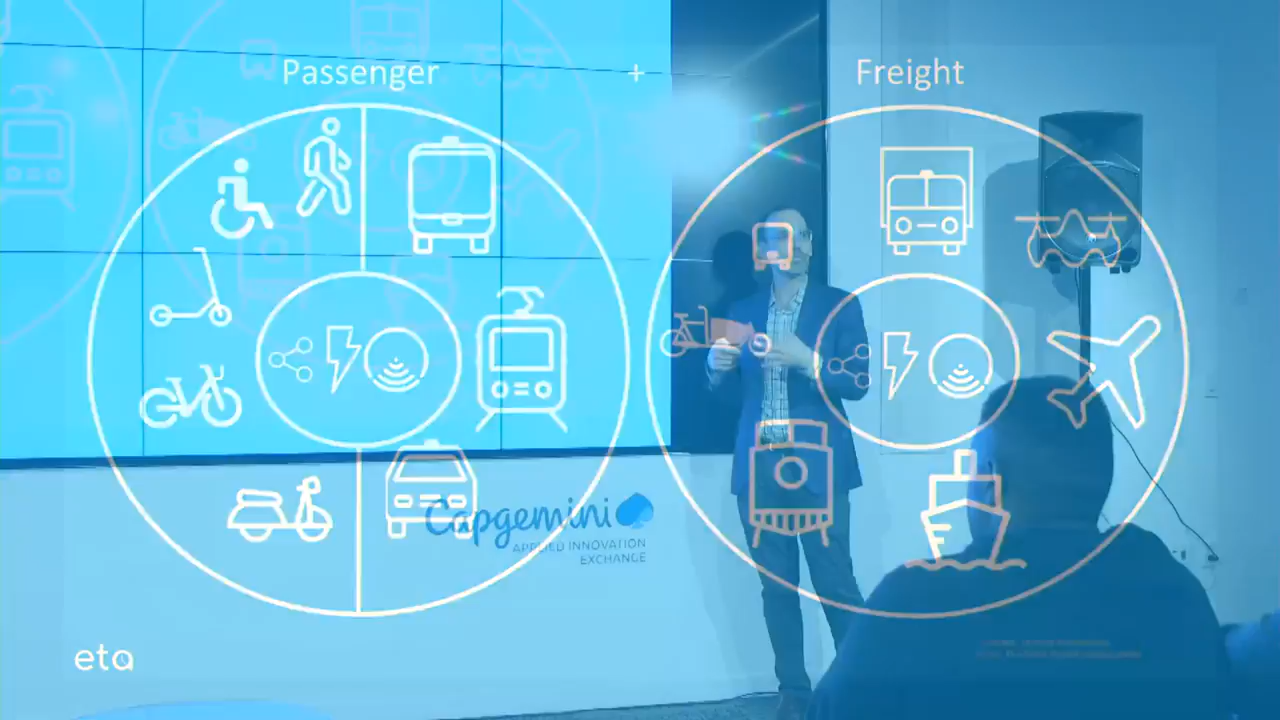 Passenger
+
Freight
Capgemini
APPLIED INNOVATION
EXCHANGE
eta